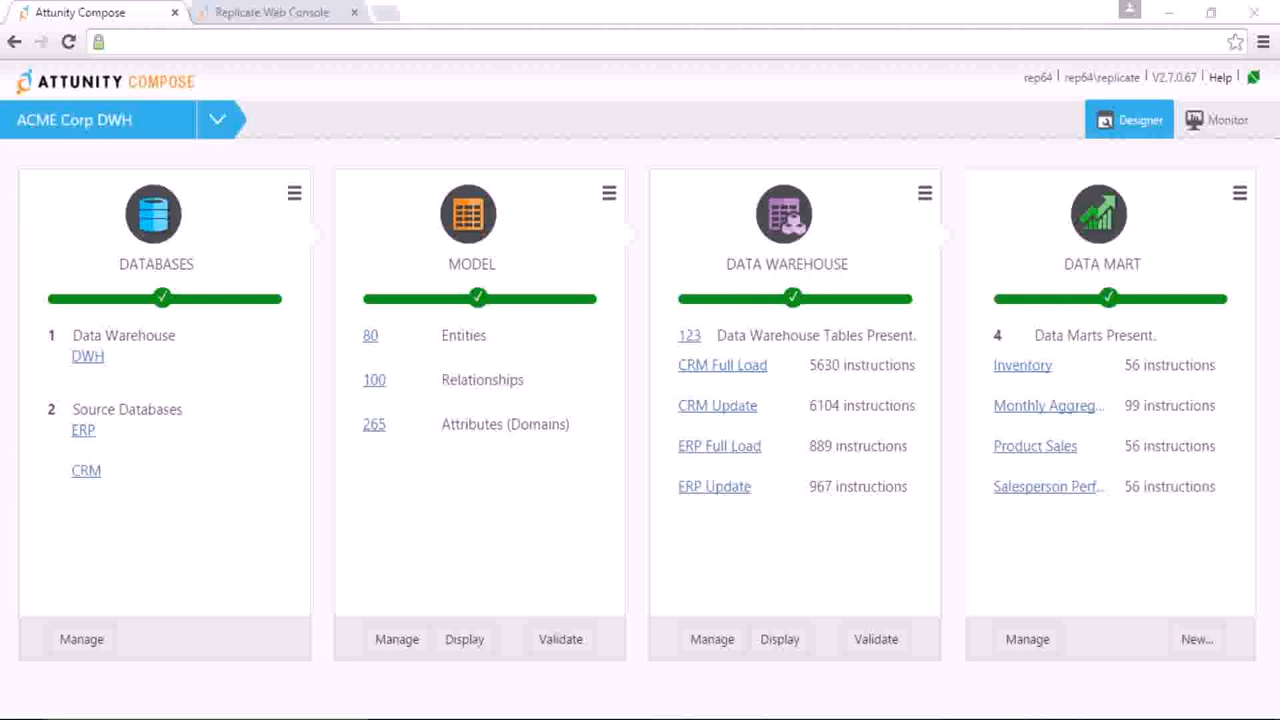 Attunity Compose
Replicate Web Console
ATTUNITY COMPOSE
rep64 | rep64\replicate | V2.7.0.67 | Help
ACME Corp DWH
Designer
Monitor
DATABASES
1 Data Warehouse
DWH
2 Source Databases
ERP
CRM
Manage
MODEL
80 Entities
100 Relationships
265 Attributes (Domains)
Manage Display Validate
DATA WAREHOUSE
123 Data Warehouse Tables Present.
CRM Full Load 5630 instructions
CRM Update 6104 instructions
ERP Full Load 889 instructions
ERP Update 967 instructions
Manage Display Validate
DATA MART
4 Data Marts Present.
Inventory 56 instructions
Monthly Aggreg... 99 instructions
Product Sales 56 instructions
Salesperson Perf... 56 instructions
Manage New...